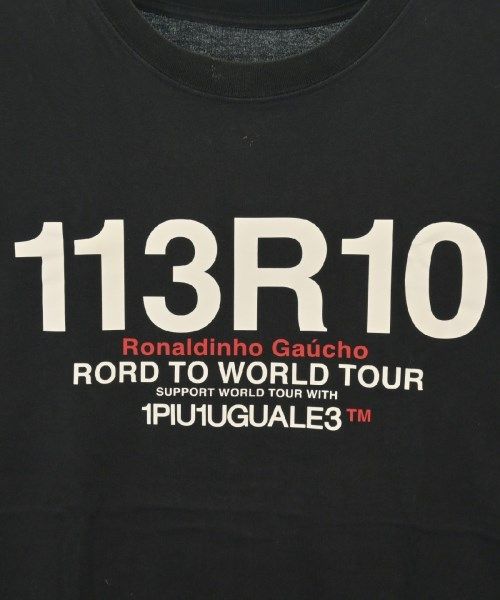 113R10
Ronaldinho Gaúcho
RORD TO WORLD TOUR
SUPPORT WORLD TOUR WITH
1PIU1UGUALE3 TM